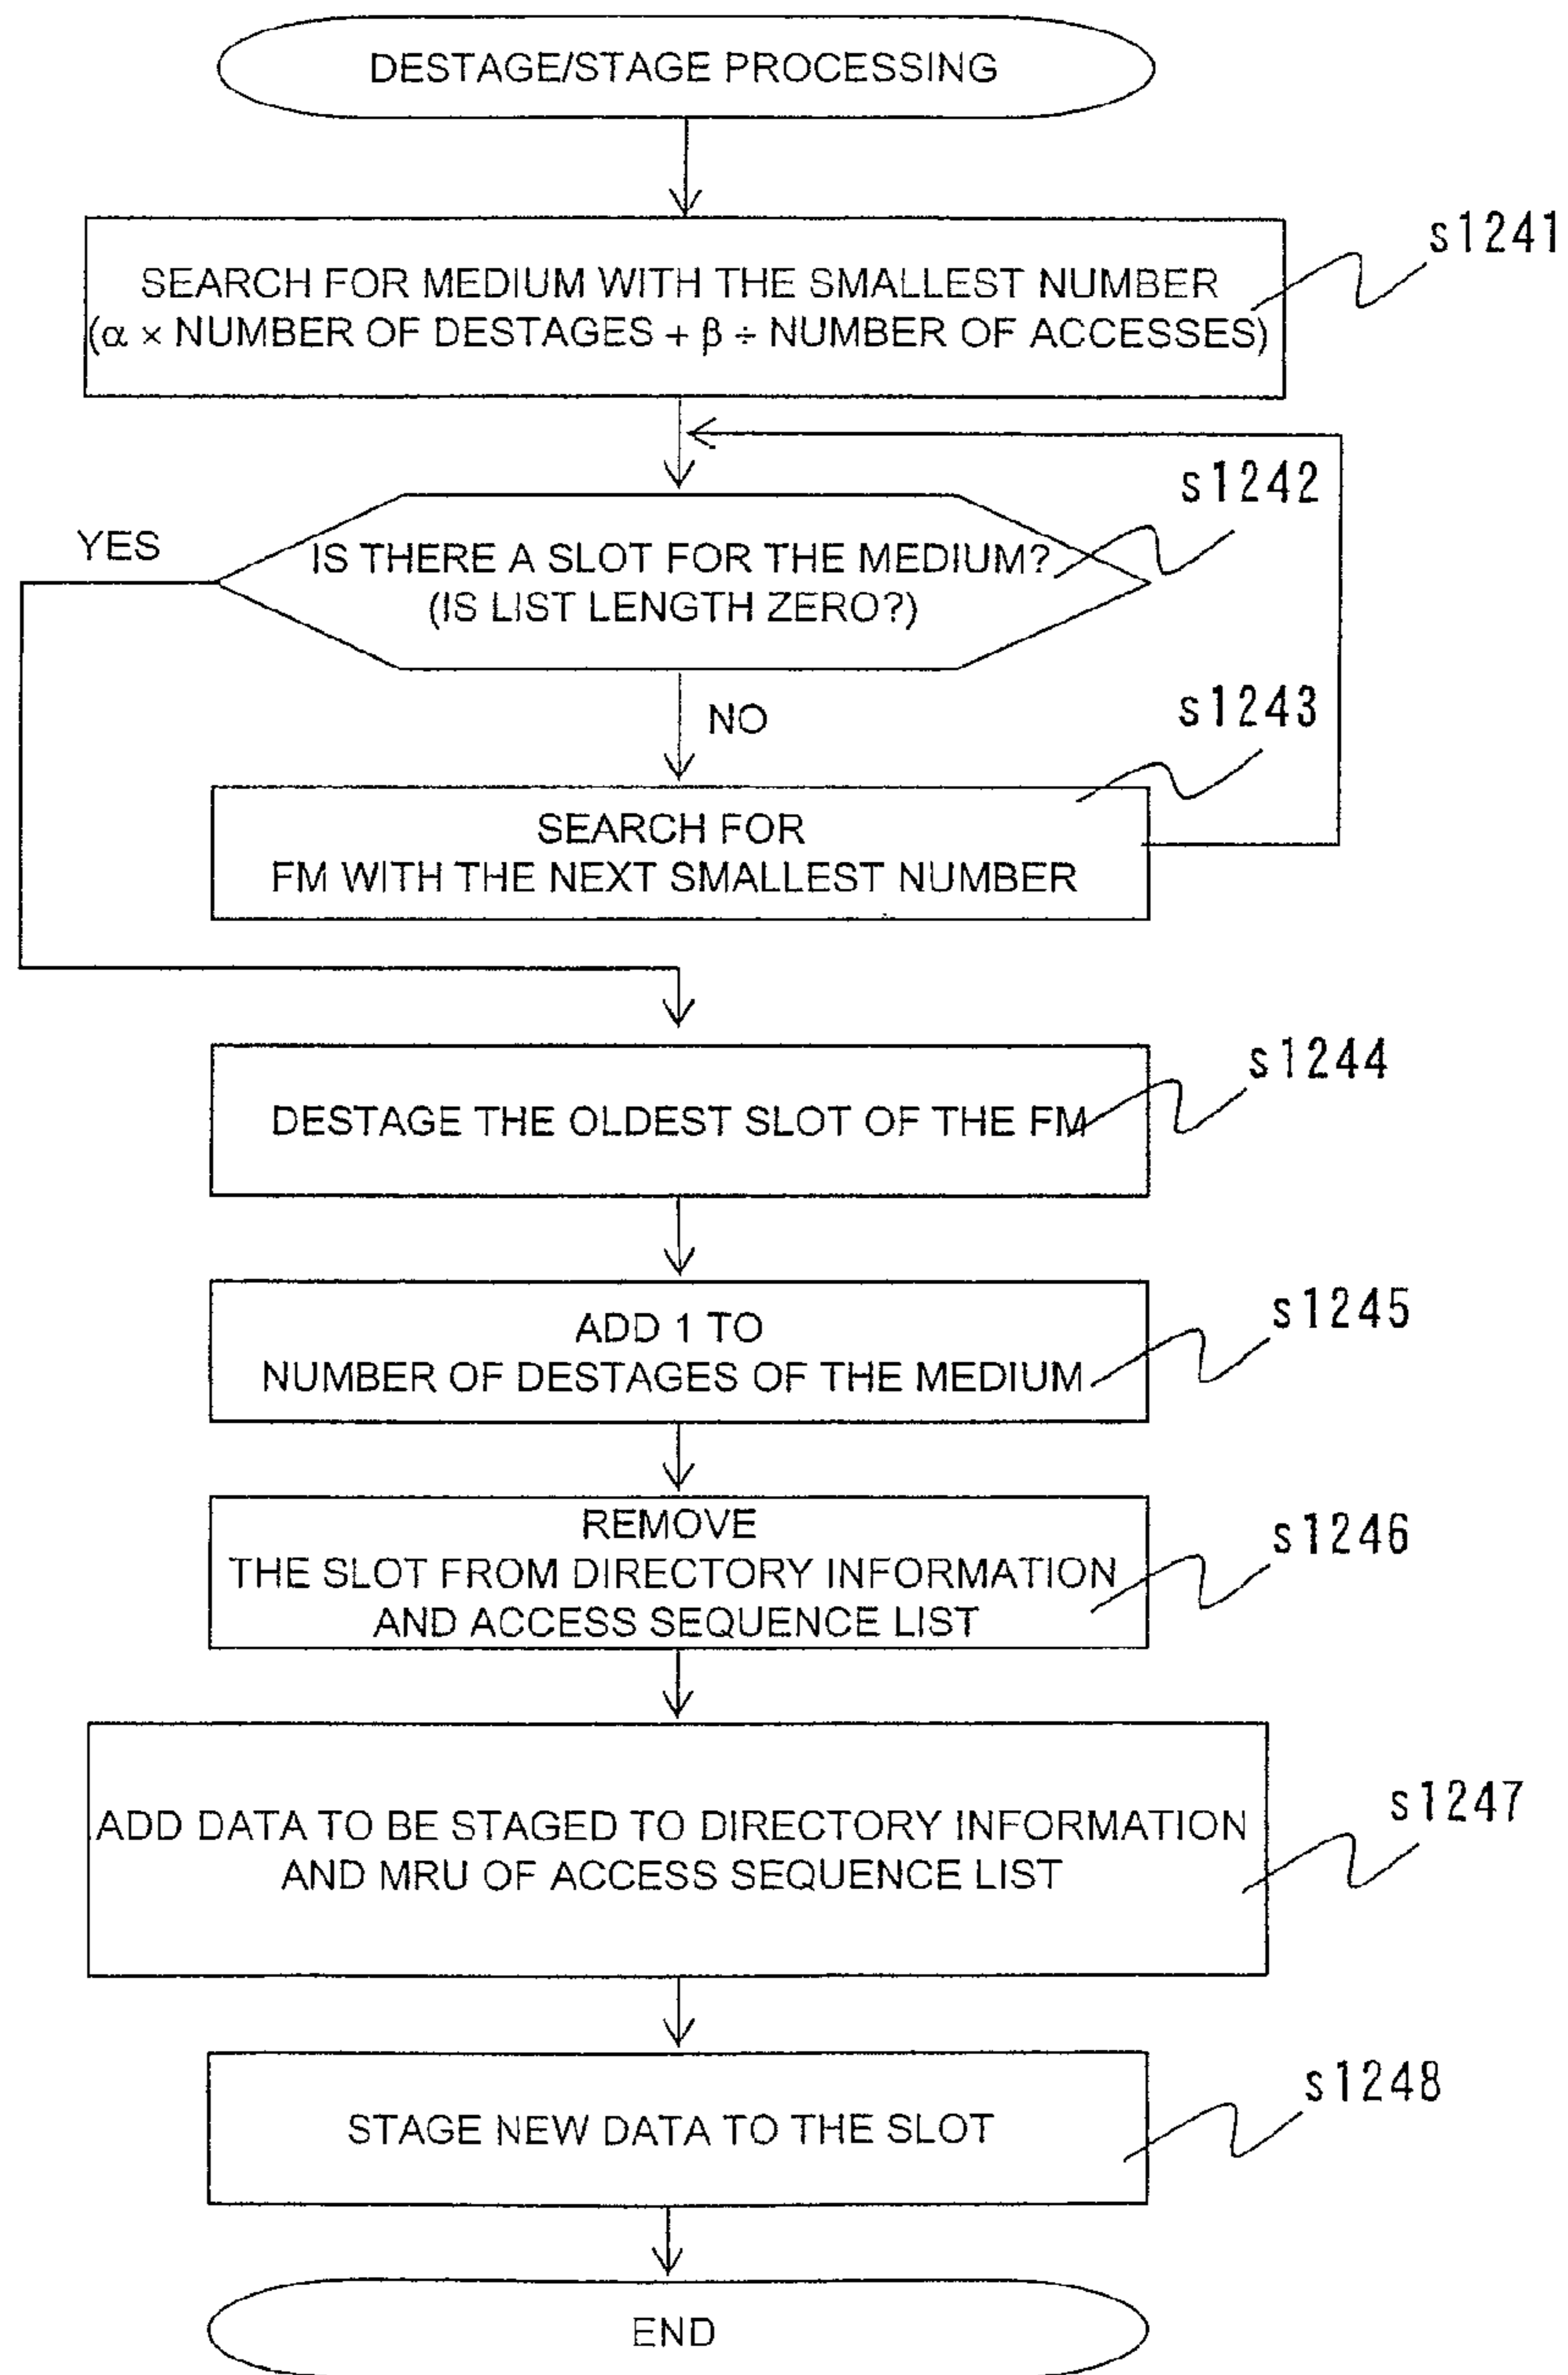 DESTAGE/STAGE PROCESSING
s1241
SEARCH FOR MEDIUM WITH THE SMALLEST NUMBER
(α × NUMBER OF DESTAGES + β ÷ NUMBER OF ACCESSES)
s1242
YES
IS THERE A SLOT FOR THE MEDIUM?
(IS LIST LENGTH ZERO?)
NO
s1243
SEARCH FOR
FM WITH THE NEXT SMALLEST NUMBER
s1244
DESTAGE THE OLDEST SLOT OF THE FM
s1245
ADD 1 TO
NUMBER OF DESTAGES OF THE MEDIUM
s1246
REMOVE
THE SLOT FROM DIRECTORY INFORMATION
AND ACCESS SEQUENCE LIST
s1247
ADD DATA TO BE STAGED TO DIRECTORY INFORMATION
AND MRU OF ACCESS SEQUENCE LIST
s1248
STAGE NEW DATA TO THE SLOT
END